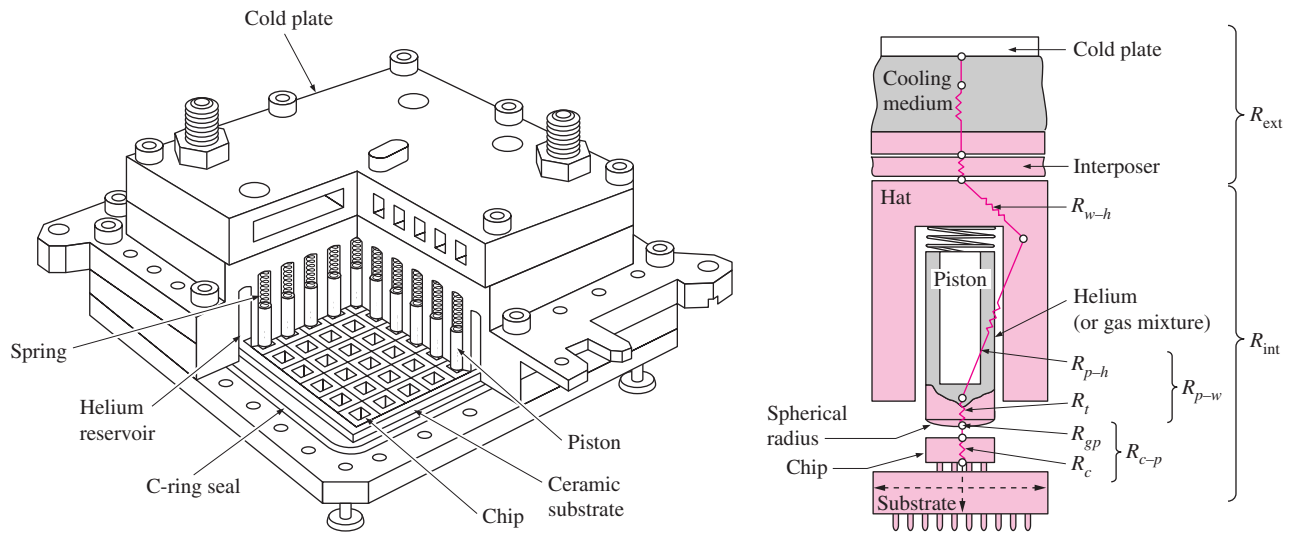 Cold plate
Spring
Helium
reservoir
C-ring seal
Chip
Ceramic
substrate
Piston
Cold plate
Cooling
medium
R_ext
Interposer
Hat
R_w–h
Piston
Helium
(or gas mixture)
R_int
R_p–h
R_p–w
R_t
Spherical
radius
R_gp
R_c–p
Chip
R_c
Substrate